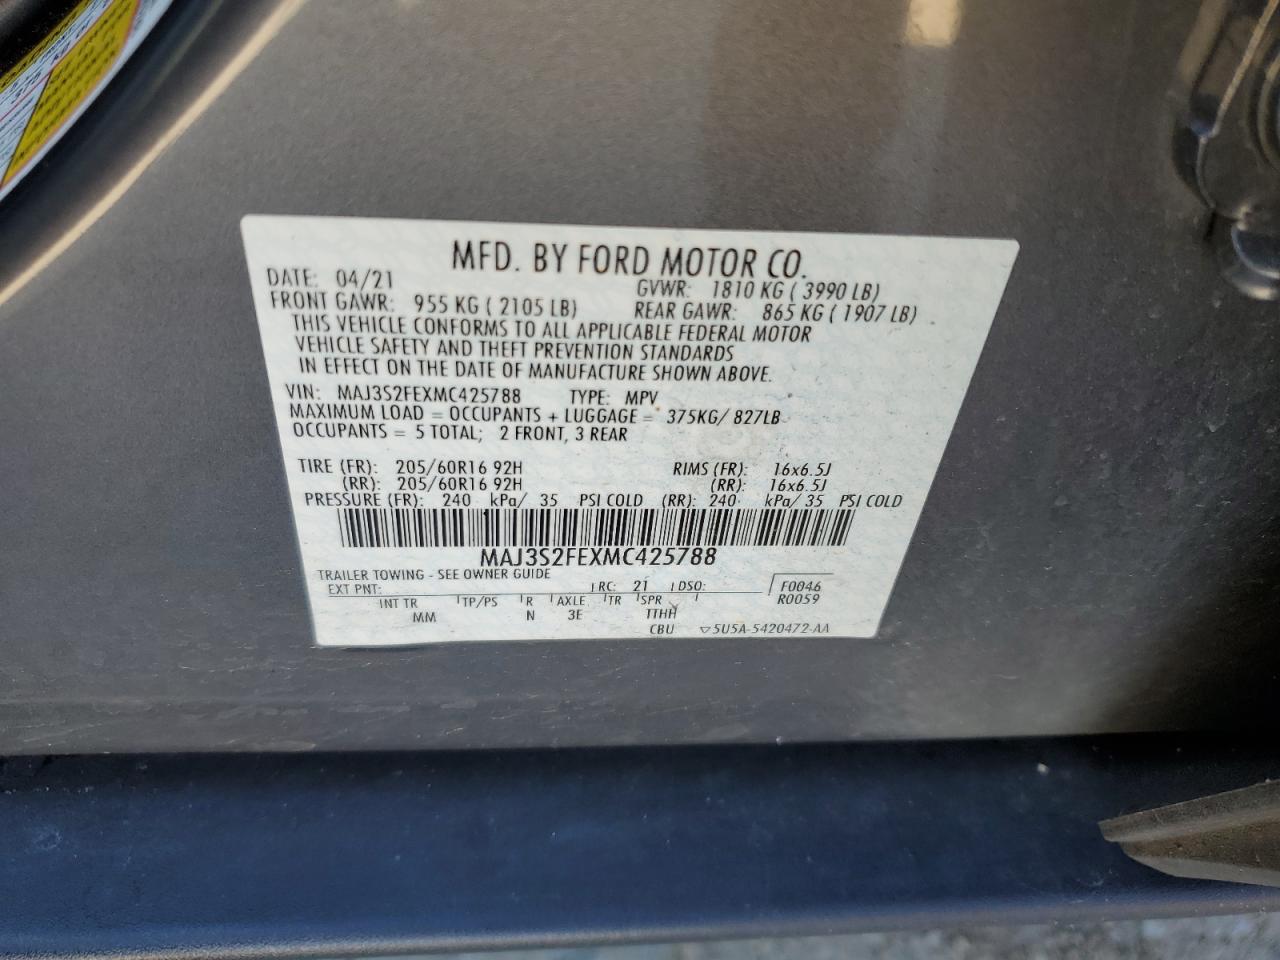 MFD. BY FORD MOTOR CO.
DATE: 04/21 GVWR: 1810 KG ( 3990 LB)
FRONT GAWR: 955 KG ( 2105 LB) REAR GAWR: 865 KG ( 1907 LB)
THIS VEHICLE CONFORMS TO ALL APPLICABLE FEDERAL MOTOR
VEHICLE SAFETY AND THEFT PREVENTION STANDARDS
IN EFFECT ON THE DATE OF MANUFACTURE SHOWN ABOVE.
VIN: MAJ3S2FEXMC425788 TYPE: MPV
MAXIMUM LOAD = OCCUPANTS + LUGGAGE = 375KG/ 827LB
OCCUPANTS = 5 TOTAL; 2 FRONT, 3 REAR
TIRE (FR): 205/60R16 92H RIMS (FR): 16x6.5J
(RR): 205/60R16 92H (RR): 16x6.5J
PRESSURE (FR): 240 kPa/ 35 PSI COLD (RR): 240 kPa/ 35 PSI COLD
MAJ3S2FEXMC425788
TRAILER TOWING - SEE OWNER GUIDE
EXT PNT: RC: 21 DSO: F0046
INT TR TP/PS R AXLE TR SPR R0059
MM N 3E TTHH
CBU ▽5U5A-5420472-AA